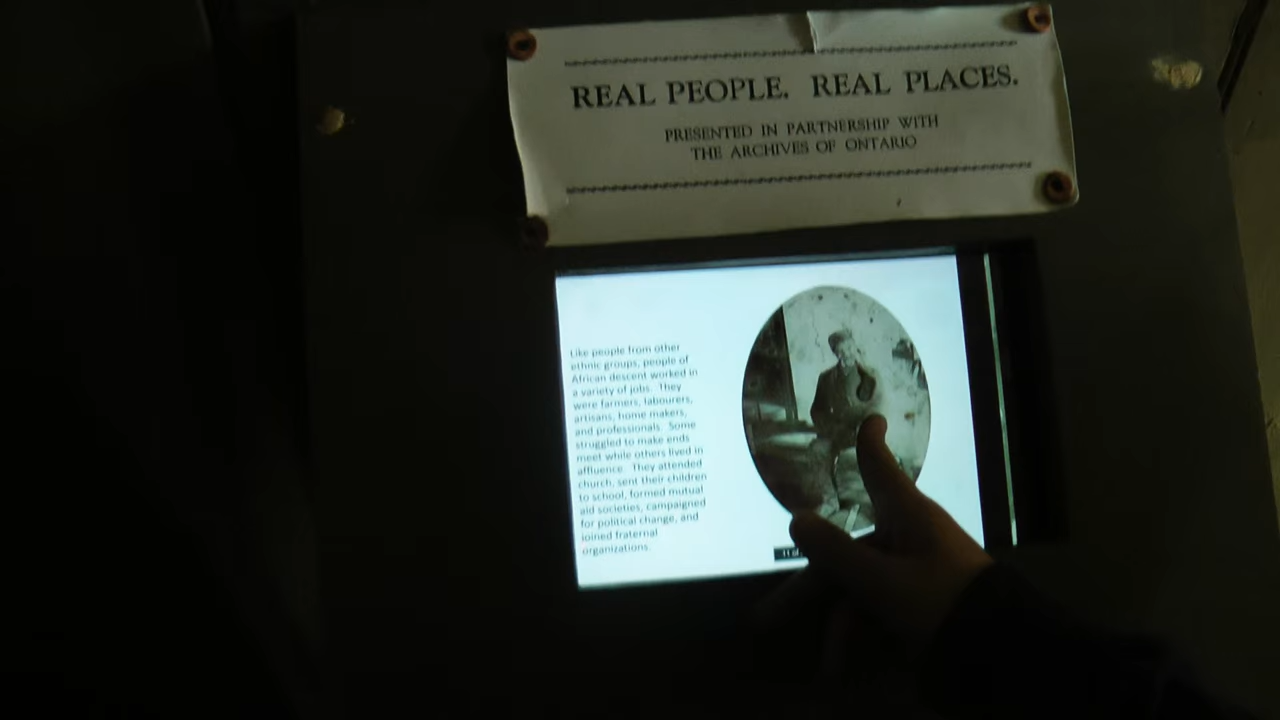 REAL PEOPLE. REAL PLACES.
PRESENTED IN PARTNERSHIP WITH
THE ARCHIVES OF ONTARIO
Like people from other
ethnic groups, people of
African descent worked in
a variety of jobs. They
were farmers, labourers,
artisans, home makers,
and professionals. Some
struggled to make ends
meet while others lived in
affluence. They attended
church, sent their children
to school, formed mutual
aid societies, campaigned
for political change, and
joined fraternal
organizations.